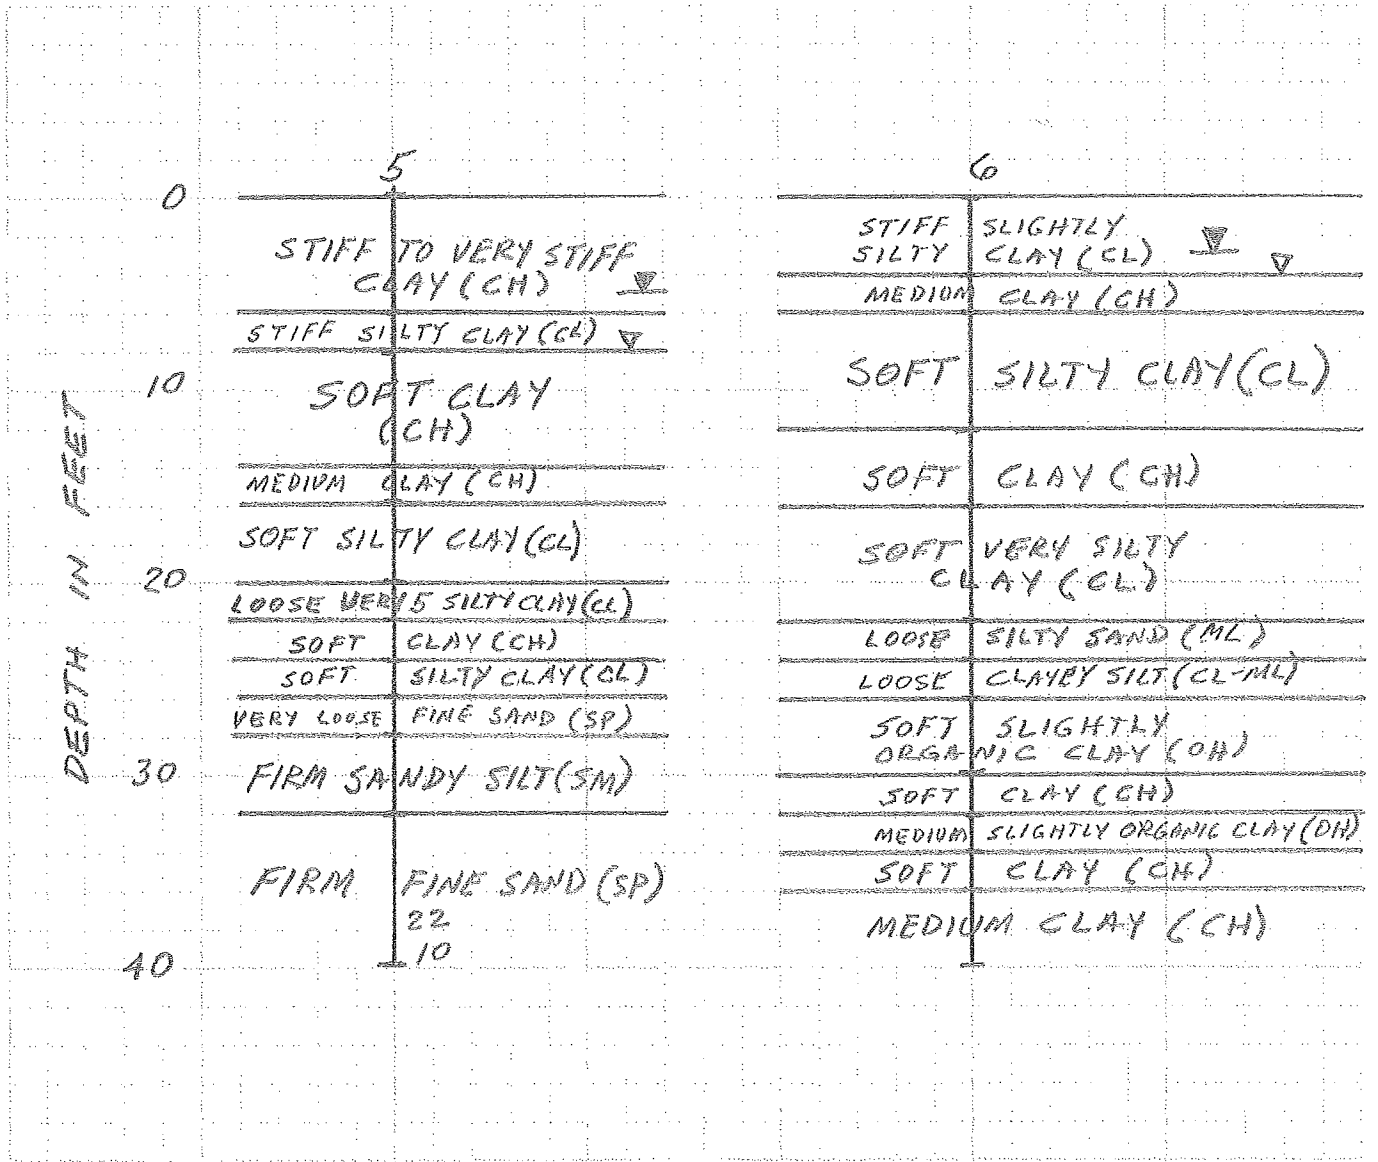 5
6
0
10
20
30
40
DEPTH IN FEET
STIFF TO VERY STIFF
CLAY (CH)
STIFF SILTY CLAY (CL)
SOFT CLAY
(CH)
MEDIUM CLAY (CH)
SOFT SILTY CLAY (CL)
LOOSE VERY 5 SILTY CLAY (CL)
SOFT CLAY (CH)
SOFT SILTY CLAY (CL)
VERY LOOSE FINE SAND (SP)
FIRM SANDY SILT (SM)
FIRM FINE SAND (SP)
22
10
STIFF SLIGHTLY
SILTY CLAY (CL)
MEDIUM CLAY (CH)
SOFT SILTY CLAY (CL)
SOFT CLAY (CH)
SOFT VERY SILTY
CLAY (CL)
LOOSE SILTY SAND (ML)
LOOSE CLAYEY SILT (CL-ML)
SOFT SLIGHTLY
ORGANIC CLAY (OH)
SOFT CLAY (CH)
MEDIUM SLIGHTLY ORGANIC CLAY (OH)
SOFT CLAY (CH)
MEDIUM CLAY (CH)